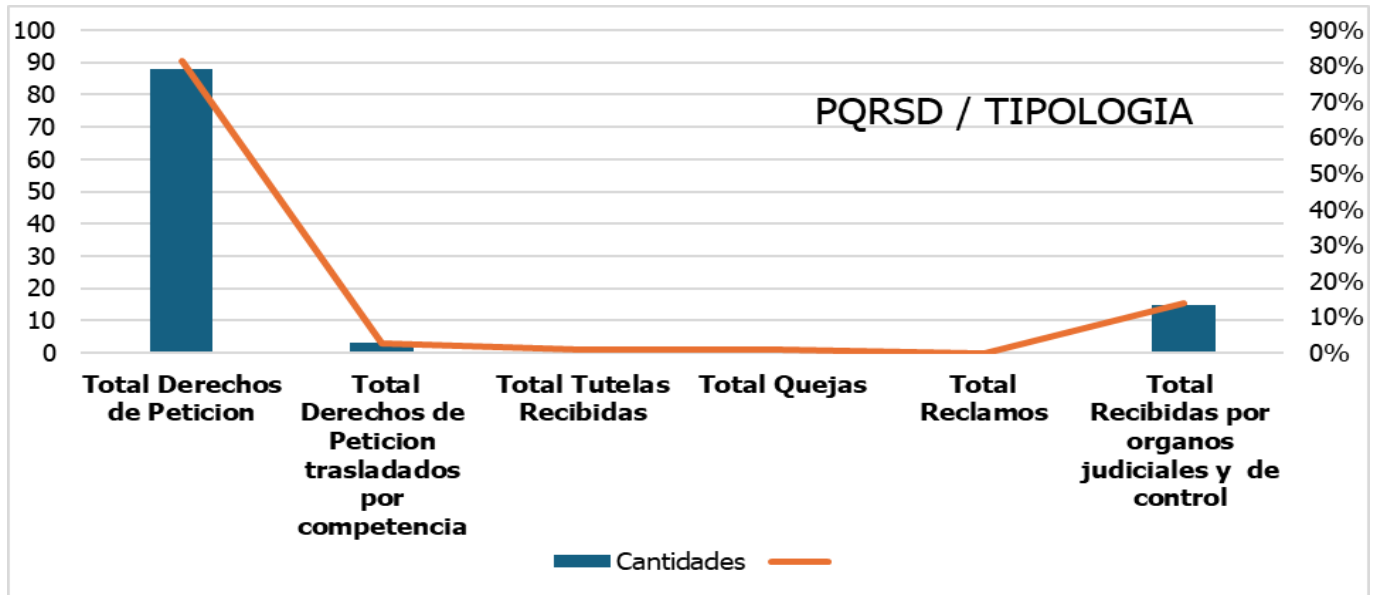 PQRSD / TIPOLOGIA
100
90
80
70
60
50
40
30
20
10
0
90%
80%
70%
60%
50%
40%
30%
20%
10%
0%
Total Derechos
de Peticion
Total
Derechos de
Peticion
trasladados
por
competencia
Total Tutelas
Recibidas
Total Quejas
Total
Reclamos
Total
Recibidas por
organos
judiciales y  de
control
Cantidades